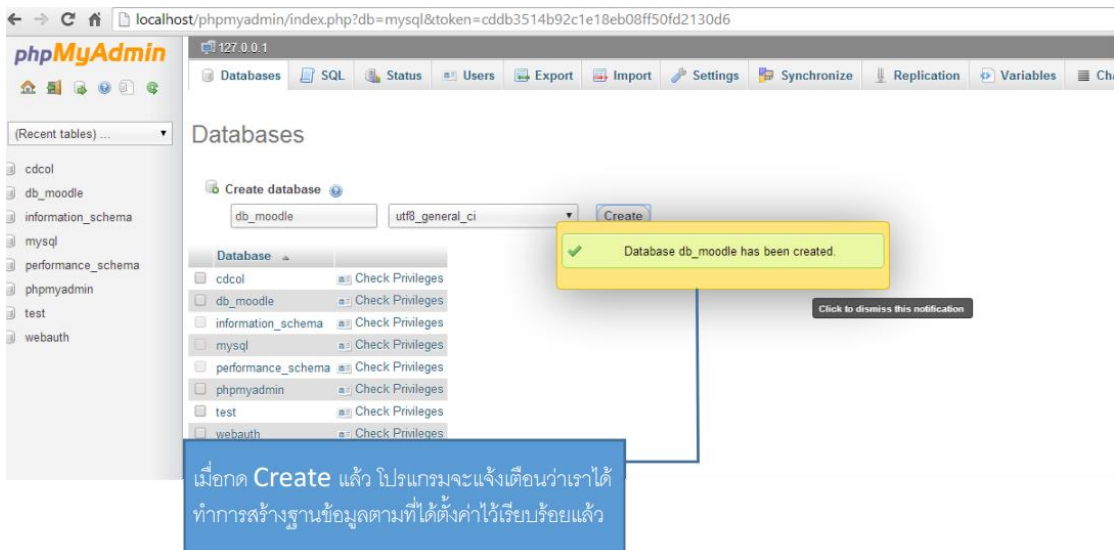 localhost/phpmyadmin/index.php?db=mysql&token=cddb3514b92c1e18eb08ff50fd2130d6
phpMyAdmin
(Recent tables) ...
cdcol
db_moodle
information_schema
mysql
performance_schema
phpmyadmin
test
webauth
127.0.0.1
Databases SQL Status Users Export Import Settings Synchronize Replication Variables
Databases
Create database
db_moodle utf8_general_ci Create
Database db_moodle has been created.
Click to dismiss this notification
Database
cdcol Check Privileges
db_moodle Check Privileges
information_schema Check Privileges
mysql Check Privileges
performance_schema Check Privileges
phpmyadmin Check Privileges
test Check Privileges
webauth Check Privileges
เมื่อกด Create แล้ว โปรแกรมจะแจ้งเตือนว่าเราได้
ทำการสร้างฐานข้อมูลตามที่ได้ตั้งค่าไว้เรียบร้อยแล้ว